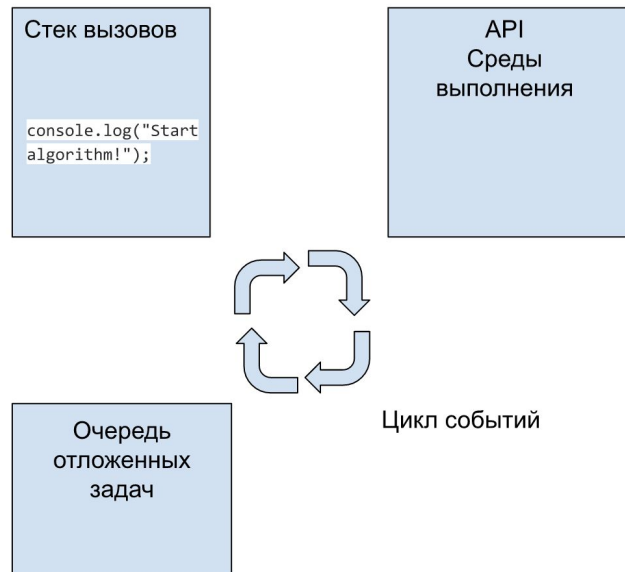 Стек вызовов
console.log("Start
algorithm!");
API
Среды
выполнения
Цикл событий
Очередь
отложенных
задач